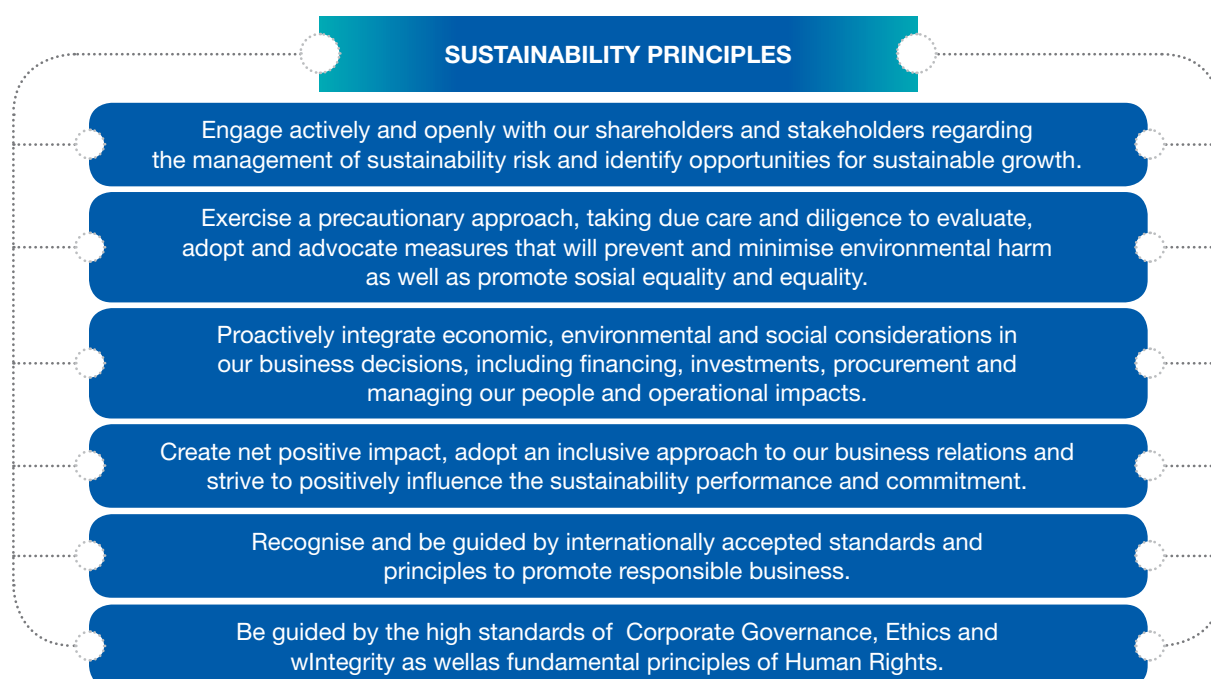 SUSTAINABILITY PRINCIPLES
Engage actively and openly with our shareholders and stakeholders regarding
the management of sustainability risk and identify opportunities for sustainable growth.
Exercise a precautionary approach, taking due care and diligence to evaluate,
adopt and advocate measures that will prevent and minimise environmental harm
as well as promote sosial equality and equality.
Proactively integrate economic, environmental and social considerations in
our business decisions, including financing, investments, procurement and
managing our people and operational impacts.
Create net positive impact, adopt an inclusive approach to our business relations and
strive to positively influence the sustainability performance and commitment.
Recognise and be guided by internationally accepted standards and
principles to promote responsible business.
Be guided by the high standards of  Corporate Governance, Ethics and
wIntegrity as wellas fundamental principles of Human Rights.